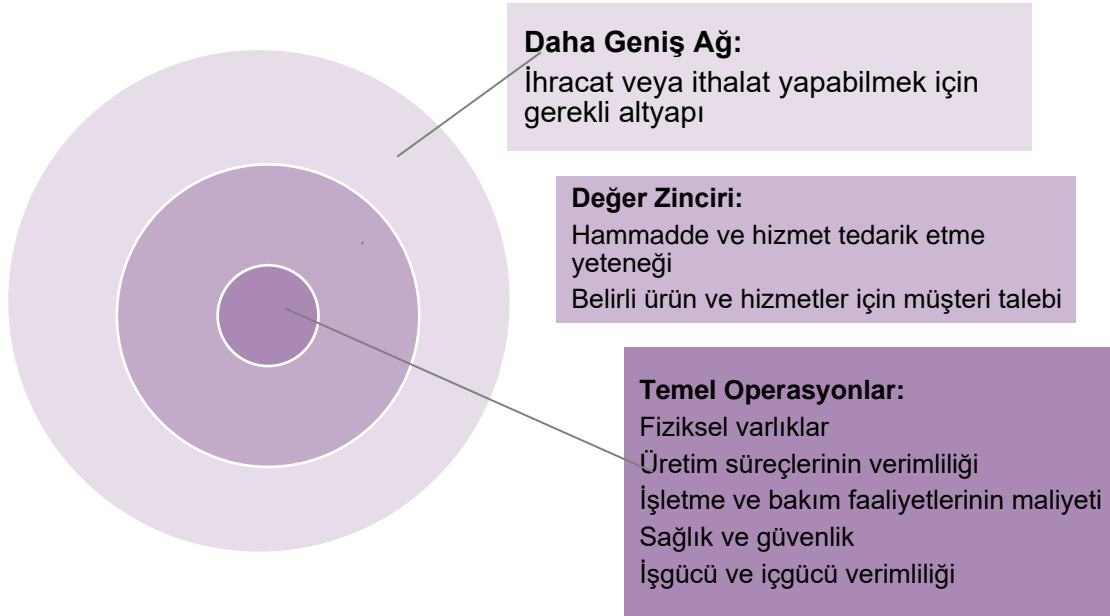 Daha Geniş Ağ:
İhracat veya ithalat yapabilmek için
gerekli altyapı
Değer Zinciri:
Hammadde ve hizmet tedarik etme
yeteneği
Belirli ürün ve hizmetler için müşteri talebi
Temel Operasyonlar:
Fiziksel varlıklar
Üretim süreçlerinin verimliliği
İşletme ve bakım faaliyetlerinin maliyeti
Sağlık ve güvenlik
İşgücü ve içgücü verimliliği